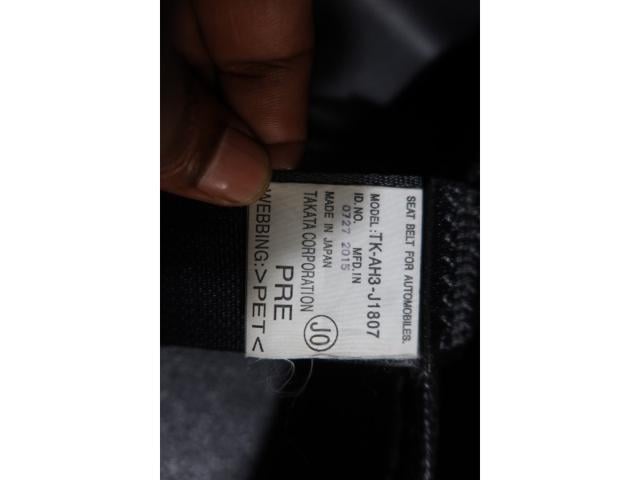 SEAT BELT FOR AUTOMOBILES.
MODEL:TK-AH3-J1807
ID.NO. MFD.IN
0727 2015
MADE IN JAPAN
TAKATA CORPORATION JO
PRE
WEBBING:>PET<